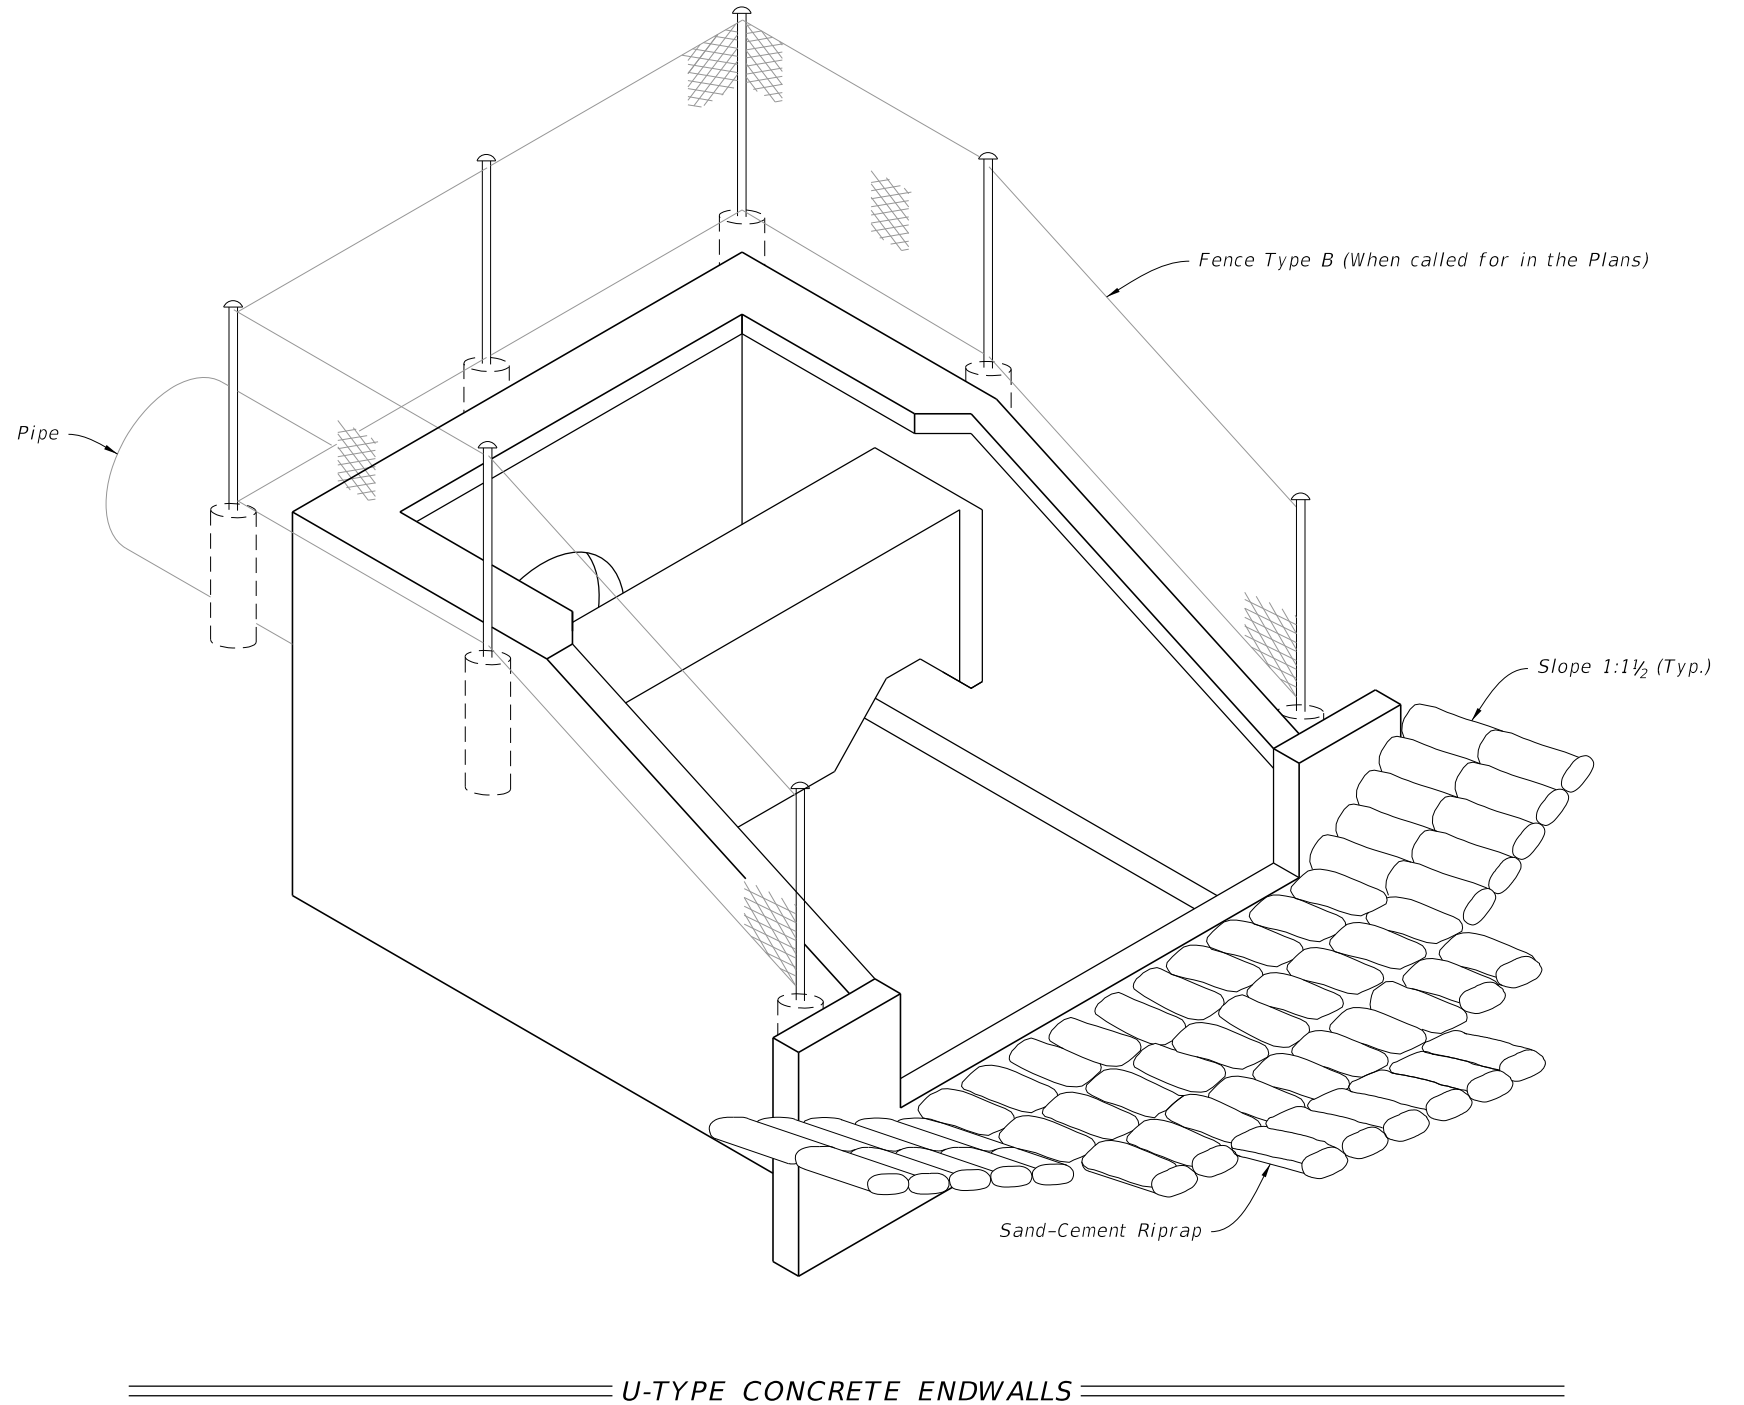 Fence Type B (When called for in the Plans)
Pipe
Slope 1:1½ (Typ.)
Sand-Cement Riprap
U-TYPE CONCRETE ENDWALLS